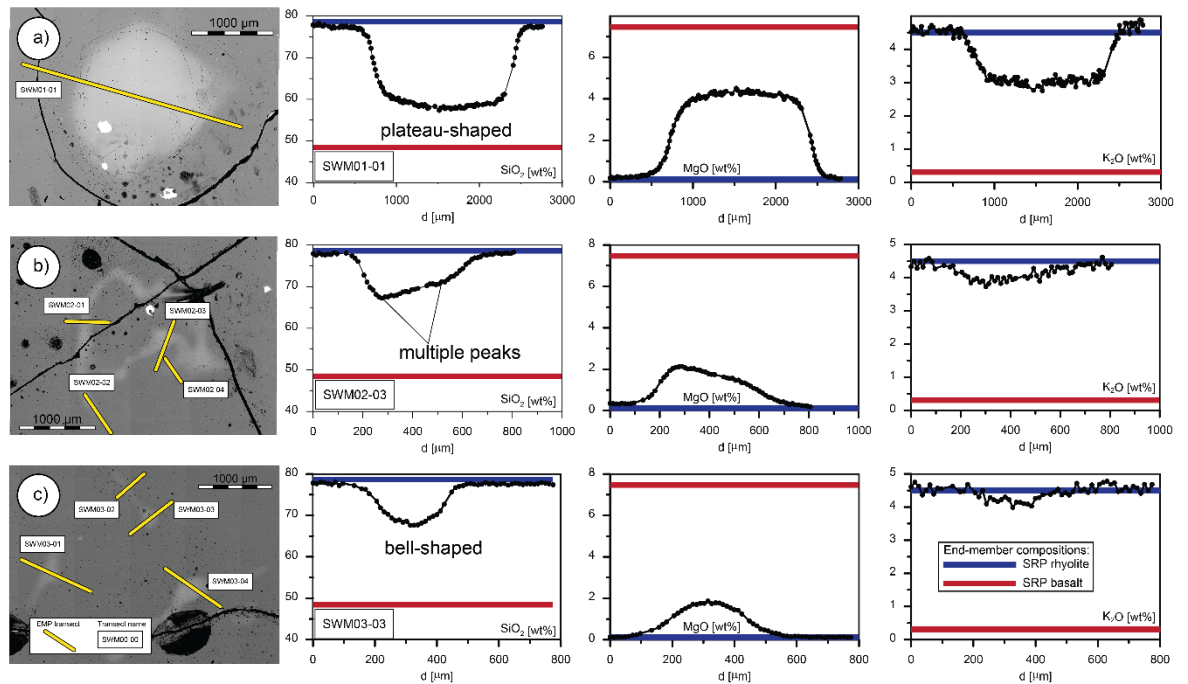 a)
1000 µm
SWM01-01
80
70
60
50
40
plateau-shaped
SWM01-01
SiO2 [wt%]
0 1000 2000 3000
d [µm]
8
6
4
2
0
MgO [wt%]
0 1000 2000 3000
d [µm]
4
3
2
1
0
K2O [wt%]
0 1000 2000 3000
d [µm]
b)
SWM02-01
SWM02-03
SWM02-02
SWM02-04
1000 µm
80
70
60
50
40
multiple peaks
SWM02-03
SiO2 [wt%]
0 200 400 600 800 1000
d [µm]
8
6
4
2
0
MgO [wt%]
0 200 400 600 800 1000
d [µm]
5
4
3
2
1
0
K2O [wt%]
0 200 400 600 800 1000
d [µm]
c)
1000 µm
SWM03-02
SWM03-03
SWM03-01
SWM03-04
EMP transect
Transect name
SWM00-00
80
70
60
50
40
bell-shaped
SWM03-03
SiO2 [wt%]
0 200 400 600 800
d [µm]
8
6
4
2
0
MgO [wt%]
0 200 400 600 800
d [µm]
5
4
3
2
1
0
End-member compositions:
SRP rhyolite
SRP basalt
K2O [wt%]
0 200 400 600 800
d [µm]